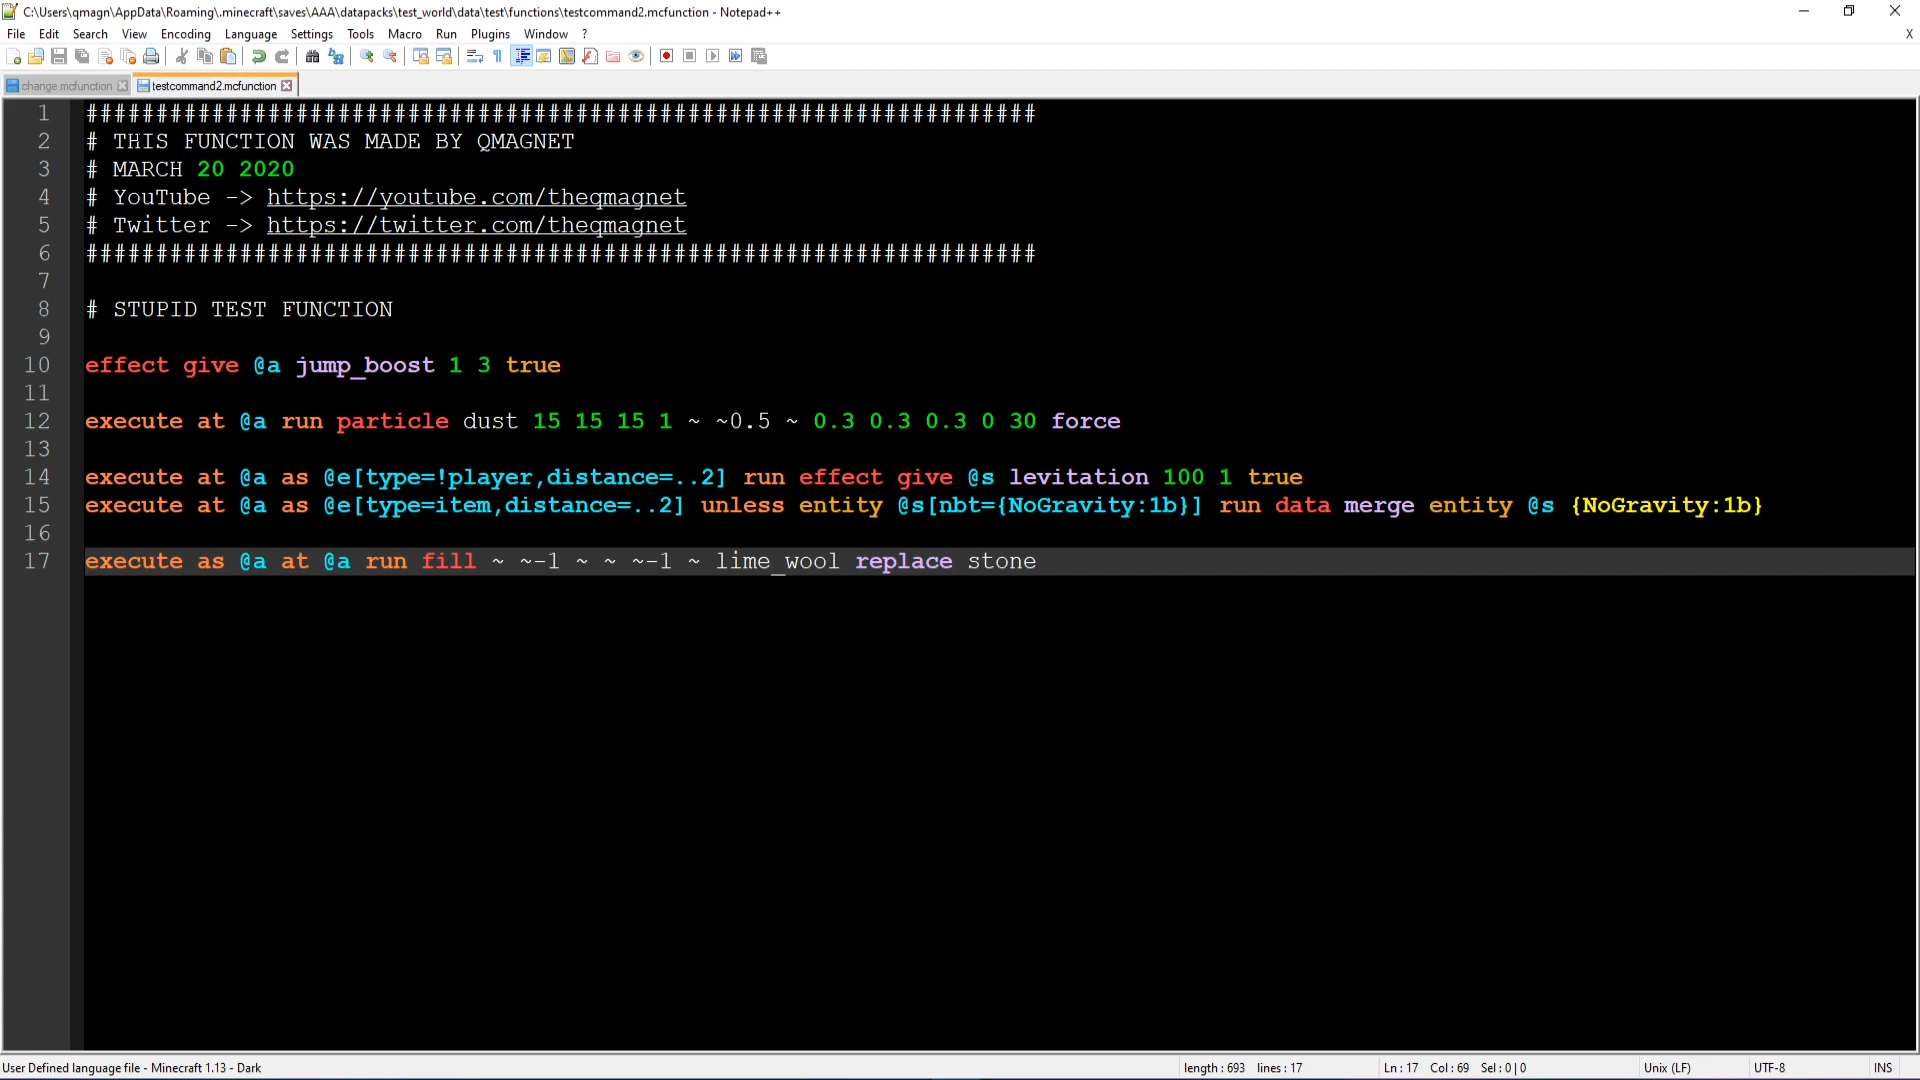 C:\Users\qmagn\AppData\Roaming\.minecraft\saves\AAA\datapacks\test_world\data\test\functions\testcommand2.mcfunction - Notepad++
File Edit Search View Encoding Language Settings Tools Macro Run Plugins Window ? X
change.mcfunction testcommand2.mcfunction
1 ####################################################################
2 # THIS FUNCTION WAS MADE BY QMAGNET
3 # MARCH 20 2020
4 # YouTube -> https://youtube.com/theqmagnet
5 # Twitter -> https://twitter.com/theqmagnet
6 ####################################################################
7
8 # STUPID TEST FUNCTION
9
10 effect give @a jump_boost 1 3 true
11
12 execute at @a run particle dust 15 15 15 1 ~ ~0.5 ~ 0.3 0.3 0.3 0 30 force
13
14 execute at @a as @e[type=!player,distance=..2] run effect give @s levitation 100 1 true
15 execute at @a as @e[type=item,distance=..2] unless entity @s[nbt={NoGravity:1b}] run data merge entity @s {NoGravity:1b}
16
17 execute as @a at @a run fill ~ ~-1 ~ ~ ~-1 ~ lime_wool replace stone
User Defined language file - Minecraft 1.13 - Dark length : 693 lines : 17 Ln : 17 Col : 69 Sel : 0 | 0 Unix (LF) UTF-8 INS